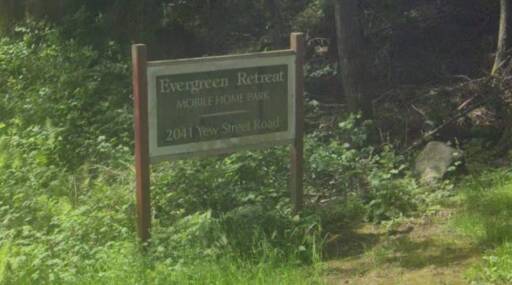 Evergreen Retreat
MOBILE HOME PARK
2041 Yew Street Road